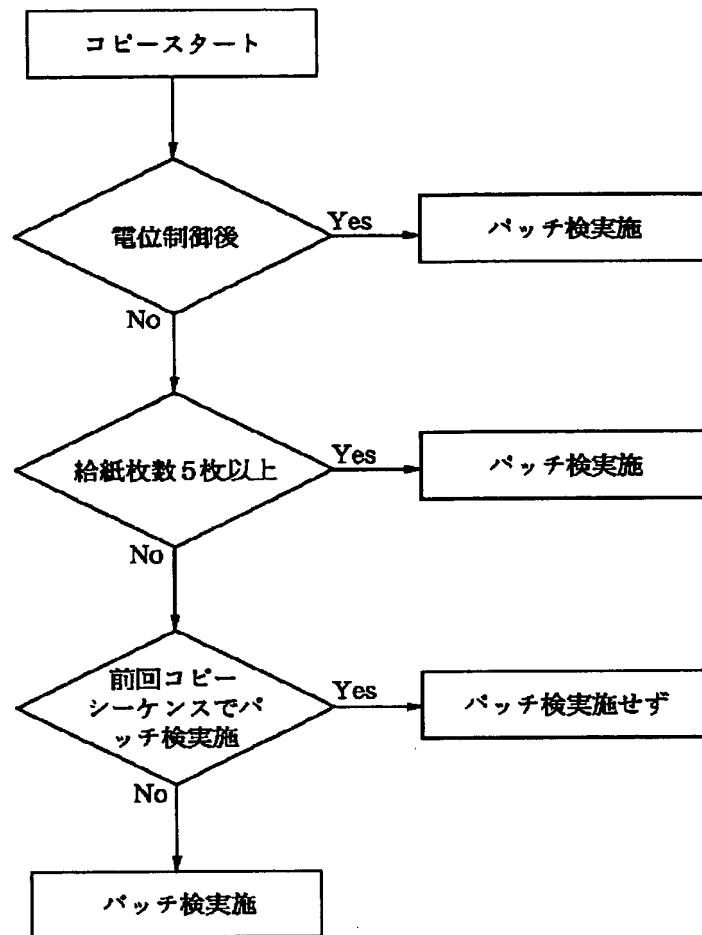 コピースタート
電位制御後
Yes
パッチ検実施
No
給紙枚数5枚以上
Yes
パッチ検実施
No
前回コピー
シーケンスでパ
ッチ検実施
Yes
パッチ検実施せず
No
パッチ検実施